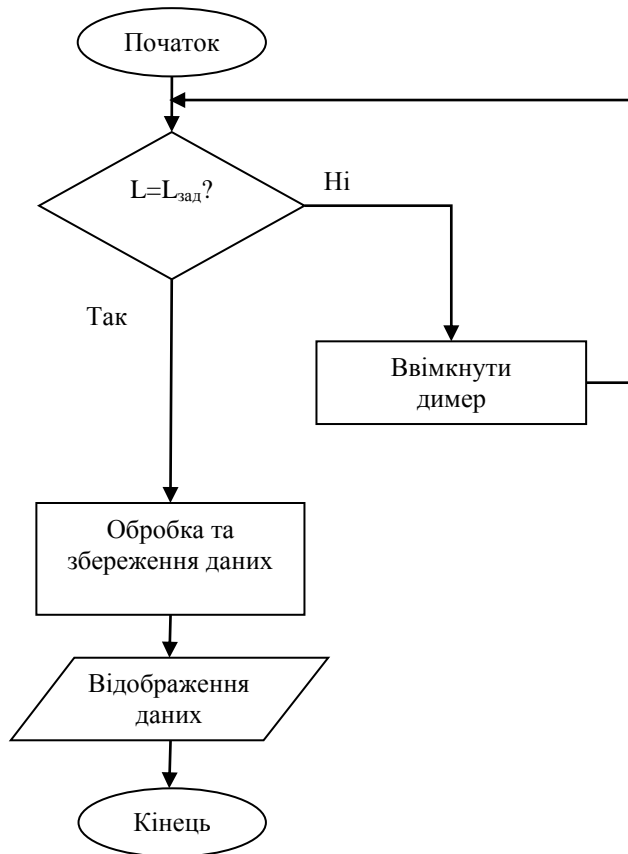 Початок
L=Lзад?
Ні
Так
Ввімкнути
димер
Обробка та
збереження даних
Відображення
даних
Кінець